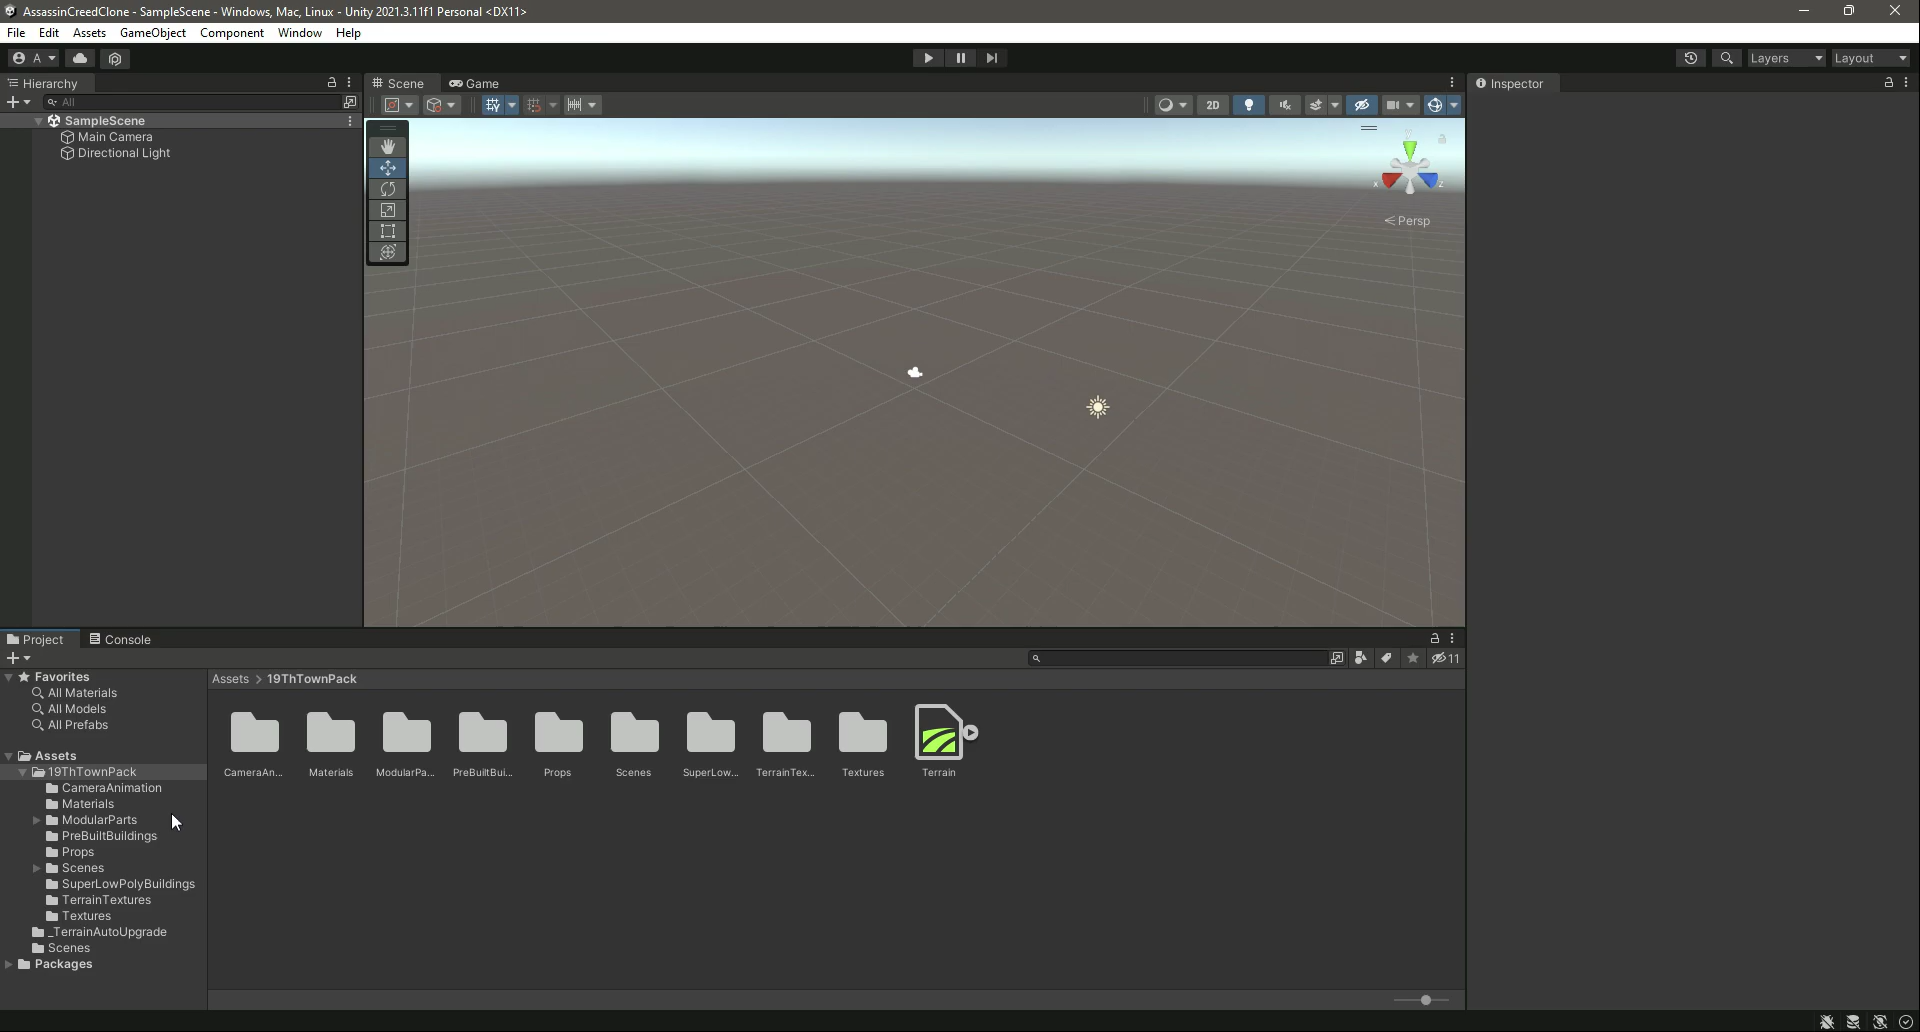 AssassinCreedClone - SampleScene - Windows, Mac, Linux - Unity 2021.3.11f1 Personal <DX11>
File Edit Assets GameObject Component Window Help
A Layers Layout
Hierarchy Scene Game Inspector
All 2D
SampleScene
Main Camera
Directional Light
y
x z
Persp
Project Console
11
Favorites
All Materials
All Models
All Prefabs
Assets
19ThTownPack
CameraAnimation
Materials
ModularParts
PreBuiltBuildings
Props
Scenes
SuperLowPolyBuildings
TerrainTextures
Textures
_TerrainAutoUpgrade
Scenes
Packages
Assets > 19ThTownPack
CameraAn... Materials ModularPa... PreBuiltBui... Props Scenes SuperLow... TerrainTex... Textures Terrain